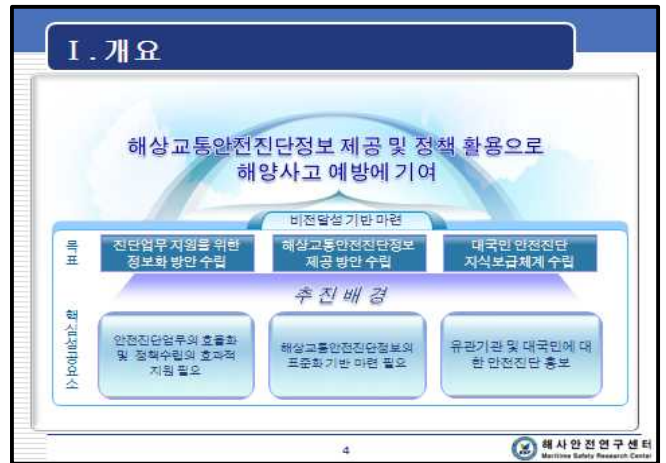 Ⅰ. 개요
해상교통안전진단정보 제공 및 정책 활용으로
해양사고 예방에 기여
비전달성 기반 마련
목표
진단업무 지원을 위한
정보화 방안 수립
해상교통안전진단정보
제공 방안 수립
대국민 안전진단
지식보급체계 수립
추진배경
핵심성공요소
안전진단업무의 효율화
및 정책수립의 효과적
지원 필요
해상교통안전진단정보의
표준화 기반 마련 필요
유관기관 및 대국민에 대
한 안전진단 홍보
4
해사안전연구센터
Maritime Safety Research Center